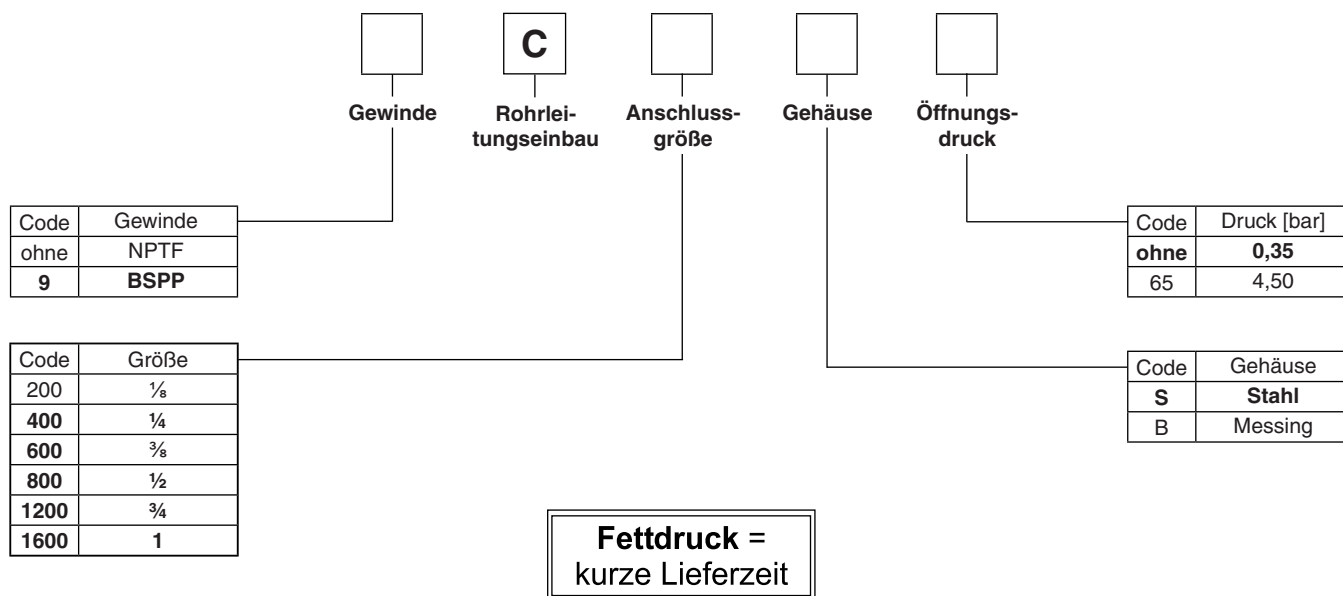 C
Gewinde
Rohrlei-
tungseinbau
Anschluss-
größe
Gehäuse
Öffnungs-
druck
Code Gewinde
ohne NPTF
9 BSPP
Code Größe
200 ⅛
400 ¼
600 ⅜
800 ½
1200 ¾
1600 1
Code Druck [bar]
ohne 0,35
65 4,50
Code Gehäuse
S Stahl
B Messing
Fettdruck =
kurze Lieferzeit